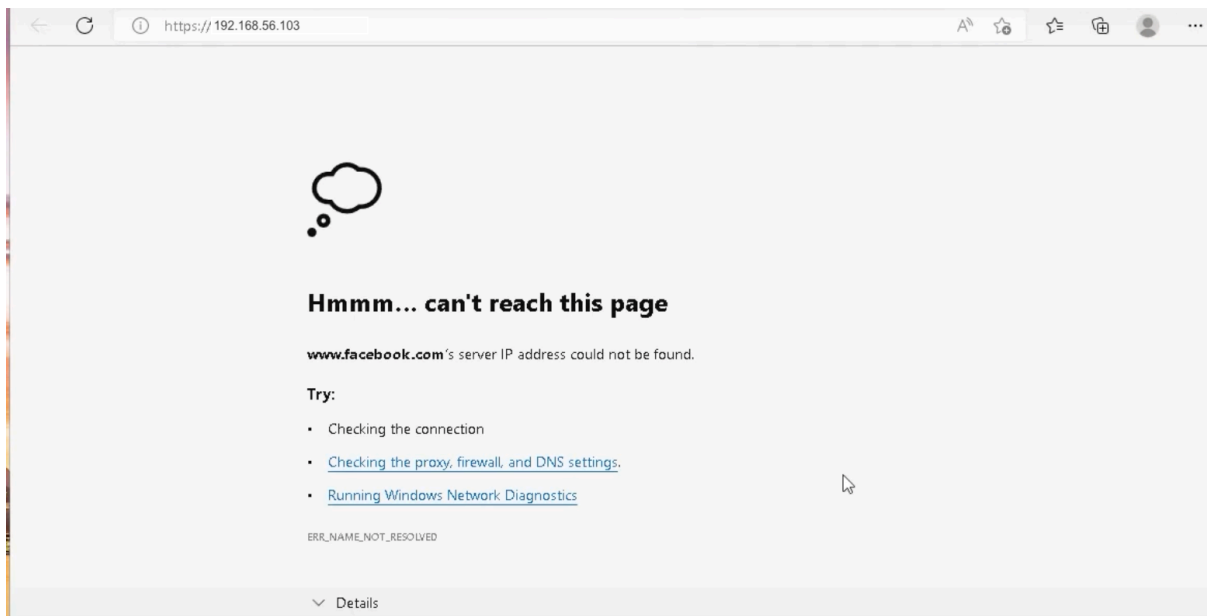 https:// 192.168.56.103
Hmmm... can't reach this page
www.facebook.com's server IP address could not be found.
Try:
• Checking the connection
• Checking the proxy, firewall, and DNS settings.
• Running Windows Network Diagnostics
ERR_NAME_NOT_RESOLVED
Details